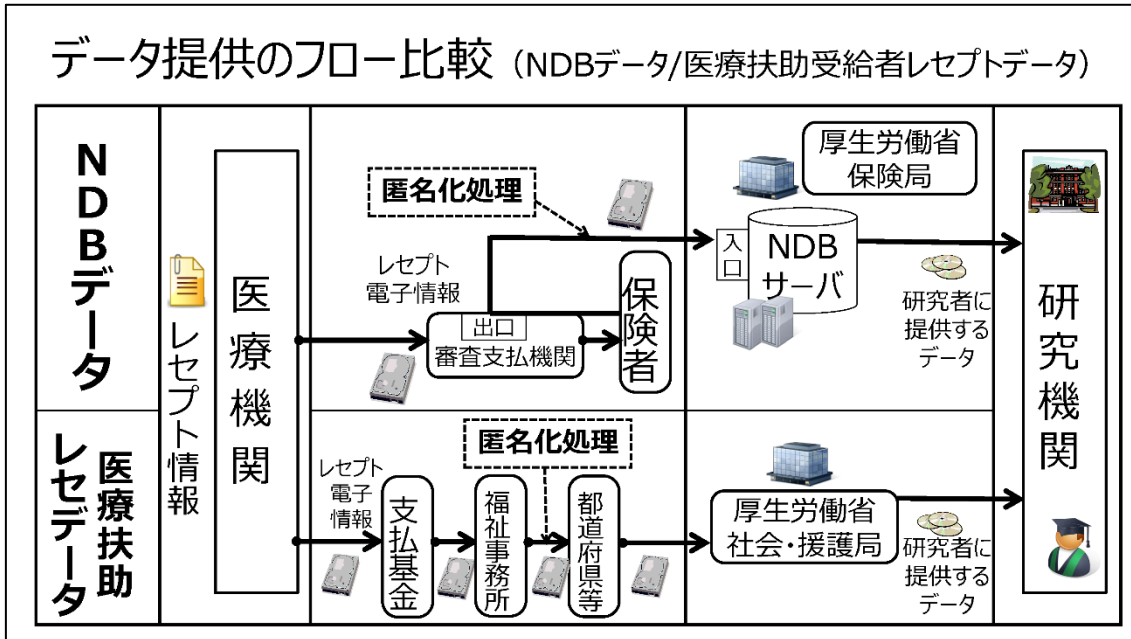 データ提供のフロー比較（NDBデータ/医療扶助受給者レセプトデータ）
NDBデータ
レセプト情報
医療機関
匿名化処理
レセプト
電子情報
出口
審査支払機関
保険者
厚生労働省
保険局
入口
NDB
サーバ
研究者に
提供する
データ
研究機関
医療扶助
レセデータ
レセプト
電子
情報
支払基金
福祉事務所
匿名化処理
都道府県等
厚生労働省
社会・援護局
研究者に
提供する
データ